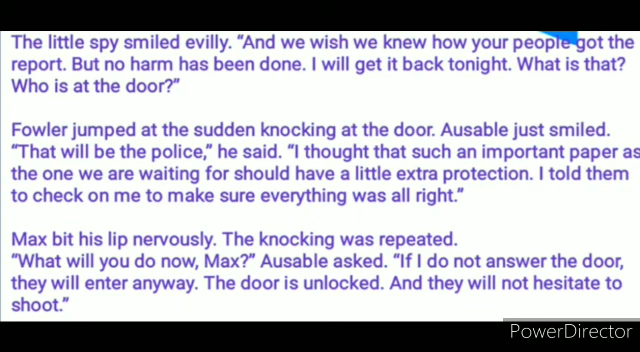 The little spy smiled evilly. “And we wish we knew how your people got the
report. But no harm has been done. I will get it back tonight. What is that?
Who is at the door?”
Fowler jumped at the sudden knocking at the door. Ausable just smiled.
“That will be the police,” he said. “I thought that such an important paper as
the one we are waiting for should have a little extra protection. I told them
to check on me to make sure everything was all right.”
Max bit his lip nervously. The knocking was repeated.
“What will you do now, Max?” Ausable asked. “If I do not answer the door,
they will enter anyway. The door is unlocked. And they will not hesitate to
shoot.”
PowerDirector